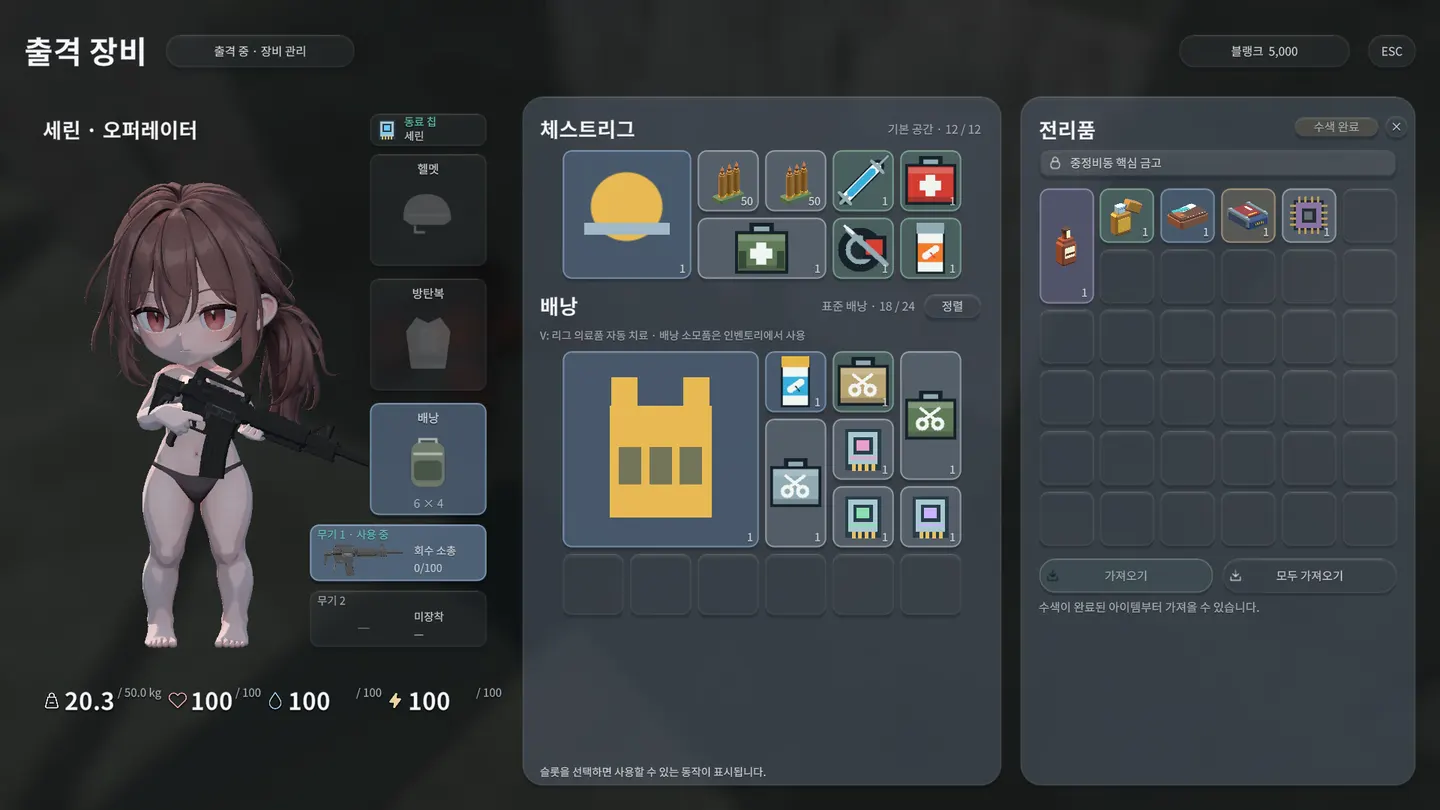 출격 장비
출격 중 · 장비 관리
블랭크 5,000
ESC
세린 · 오퍼레이터
동료 칩
세린
헬멧
방탄복
배낭
6 × 4
무기 1 · 사용 중
회수 소총
0/100
무기 2
미장착
—
—
20.3 / 50.0 kg 100 / 100 100 / 100 100 / 100
체스트리그
기본 공간 · 12 / 12
1
50
50
1
1
1
1
1
배낭
표준 배낭 · 18 / 24
정렬
V: 리그 의료품 자동 치료 · 배낭 소모품은 인벤토리에서 사용
1
1
1
1
1
1
1
1
슬롯을 선택하면 사용할 수 있는 동작이 표시됩니다.
전리품
수색 완료
중정비동 핵심 금고
1
1
1
1
1
가져오기
모두 가져오기
수색이 완료된 아이템부터 가져올 수 있습니다.